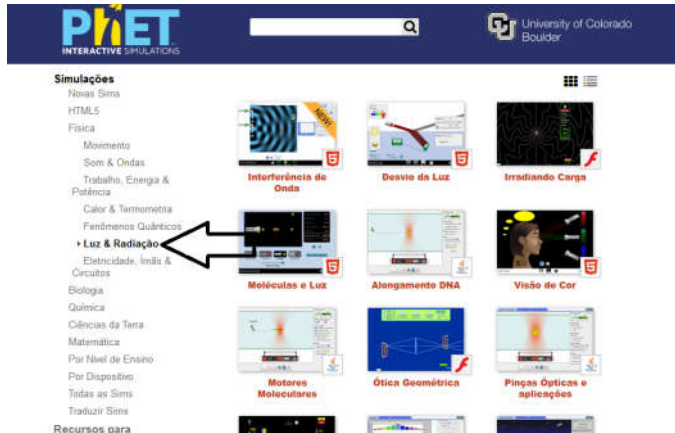 PhET
INTERACTIVE SIMULATIONS
University of Colorado
Boulder
Simulações
Novas Sims
HTML5
Física
Movimento
Som & Ondas
Trabalho, Energia &
Potência
Calor & Termometria
Fenômenos Quânticos
Luz & Radiação
Eletricidade, Ímãs &
Circuitos
Biologia
Química
Ciências da Terra
Matemática
Por Nível de Ensino
Por Dispositivo
Todas as Sims
Traduzir Sims
Recursos para
NEW!
Interferência de
Onda
Desvio da Luz
Irradiando Carga
Moléculas e Luz
Alongamento DNA
Visão de Cor
Motores
Moleculares
Ótica Geométrica
Pinças Ópticas e
aplicações